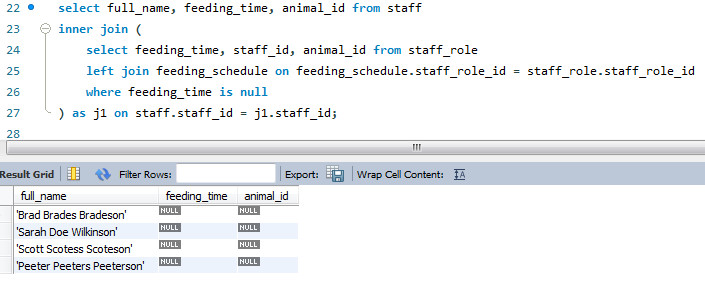 22 select full_name, feeding_time, animal_id from staff
23 inner join (
24 select feeding_time, staff_id, animal_id from staff_role
25 left join feeding_schedule on feeding_schedule.staff_role_id = staff_role.staff_role_id
26 where feeding_time is null
27 ) as j1 on staff.staff_id = j1.staff_id;
28
Result Grid Filter Rows: Export: Wrap Cell Content: IA
full_name feeding_time animal_id
'Brad Brades Bradeson' NULL NULL
'Sarah Doe Wilkinson' NULL NULL
'Scott Scotess Scoteson' NULL NULL
'Peeter Peeters Peeterson' NULL NULL